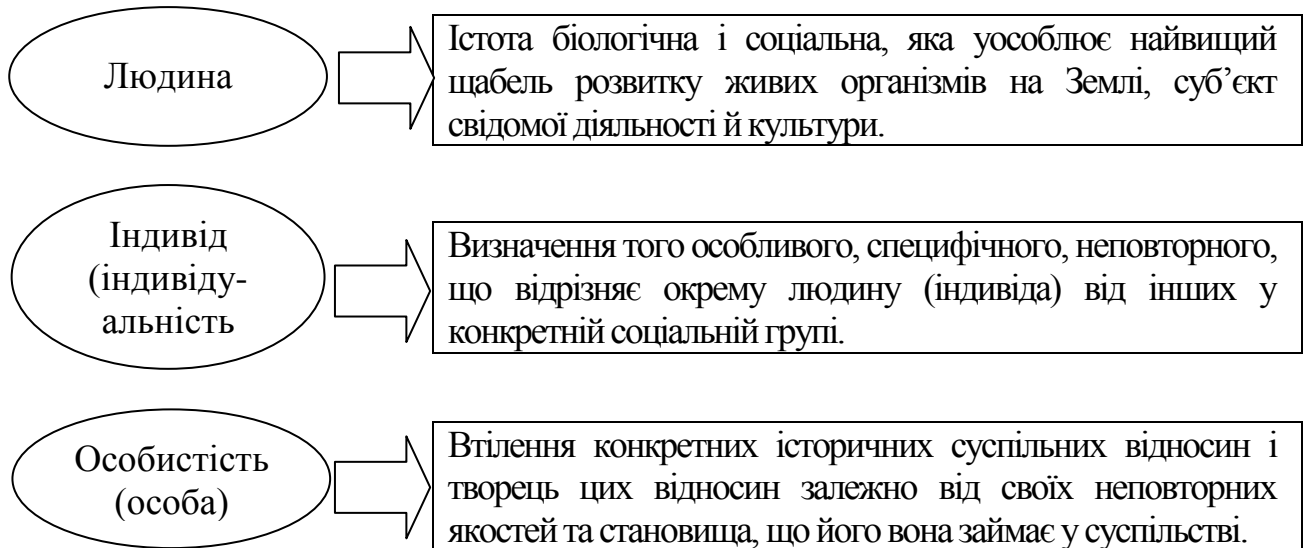 Людина
Істота біологічна і соціальна, яка уособлює найвищий
щабель розвитку живих організмів на Землі, суб’єкт
свідомої діяльності й культури.
Індивід
(індивіду-
альність
Визначення того особливого, специфічного, неповторного,
що відрізняє окрему людину (індивіда) від інших у
конкретній соціальній групі.
Особистість
(особа)
Втілення конкретних історичних суспільних відносин і
творець цих відносин залежно від своїх неповторних
якостей та становища, що його вона займає у суспільстві.